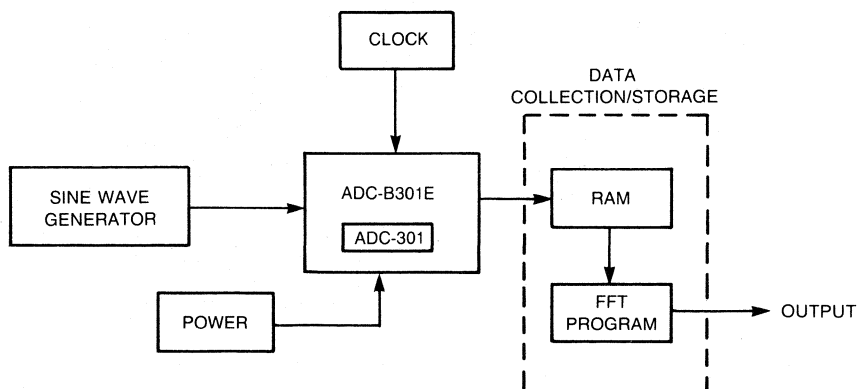 CLOCK
DATA
COLLECTION/STORAGE
SINE WAVE
GENERATOR
ADC-B301E
ADC-301
RAM
POWER
FFT
PROGRAM
OUTPUT